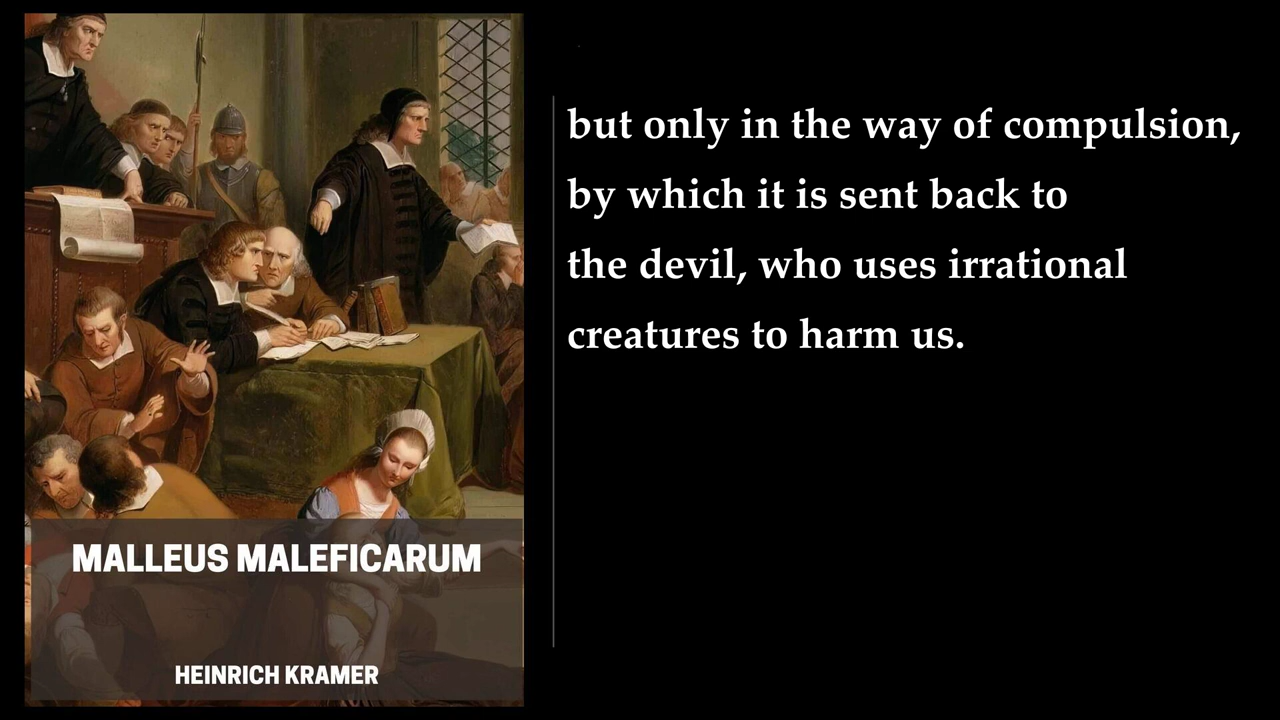 MALLEUS MALEFICARUM
HEINRICH KRAMER
but only in the way of compulsion,
by which it is sent back to
the devil, who uses irrational
creatures to harm us.